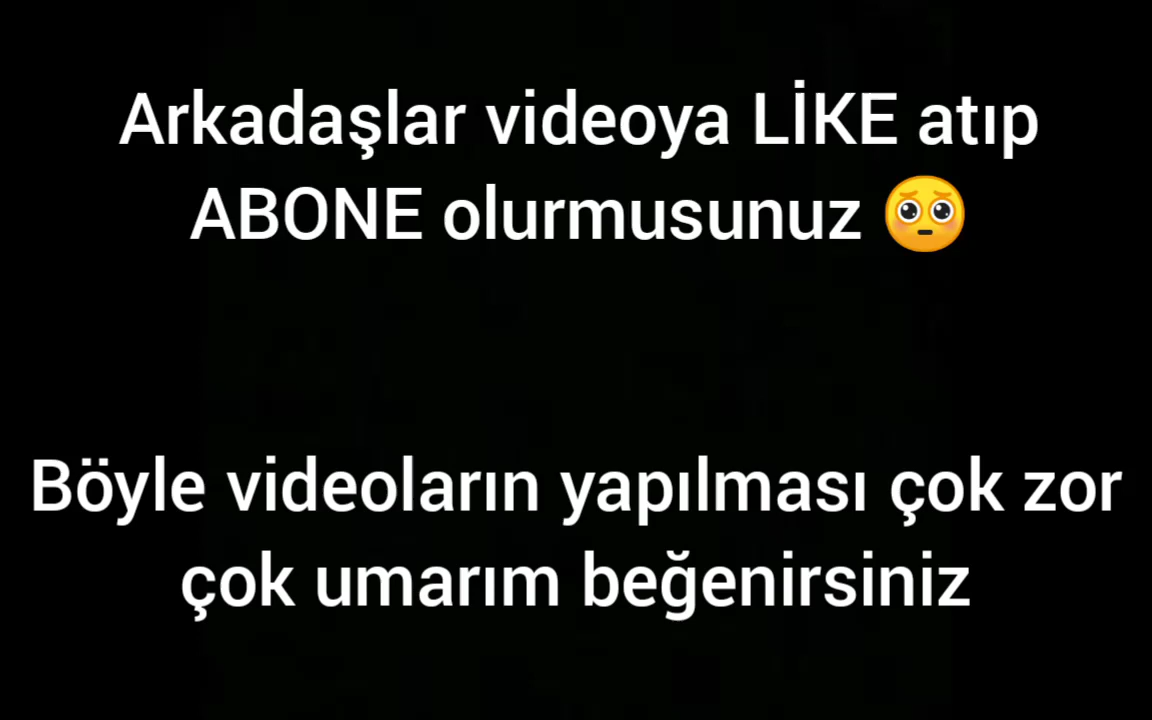 Arkadaşlar videoya LİKE atıp
ABONE olurmusunuz 🥺
Böyle videoların yapılması çok zor
çok umarım beğenirsiniz